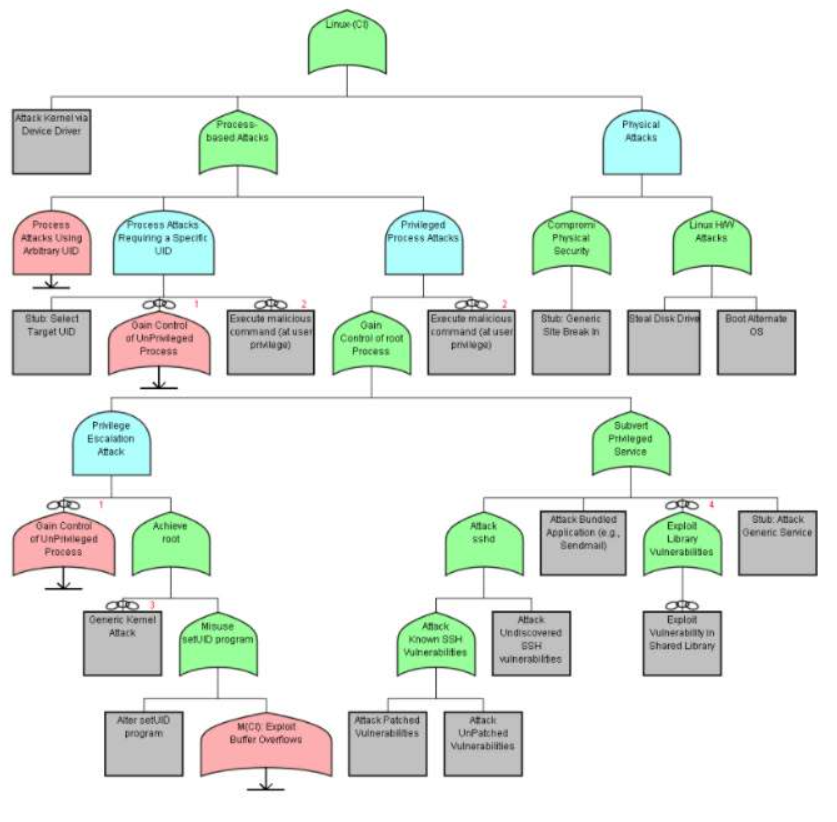 Linux-(CI)
Attack Kernel via
Device Driver
Process-
based Attacks
Physical
Attacks
Process
Attacks Using
Arbitrary UID
Process Attacks
Requiring a Specific
UID
Privileged
Process Attacks
Compromi
Physical
Security
Linux H/W
Attacks
Stub: Select
Target UID
1
Gain Control
of UnPrivileged
Process
2
Execute malicious
command (at user
privilege)
Gain
Control of root
Process
2
Execute malicious
command (at user
privilege)
Stub: Generic
Site Break In
Steal Disk Drive
Boot Alternate
OS
Privilege
Escalation
Attack
Subvert
Privileged
Service
1
Gain Control
of UnPrivileged
Process
Achieve
root
Attack
sshd
Attack Bundled
Application (e.g.,
Sendmail)
4
Exploit
Library
Vulnerabilities
Stub: Attack
Generic Service
3
Generic Kernel
Attack
Misuse
setUID program
Attack
Known SSH
Vulnerabilities
Attack
Undiscovered
SSH
vulnerabilities
Exploit
Vulnerability in
Shared Library
Alter setUID
program
M(CI): Exploit
Buffer Overflows
Attack Patched
Vulnerabilities
Attack
UnPatched
Vulnerabilities